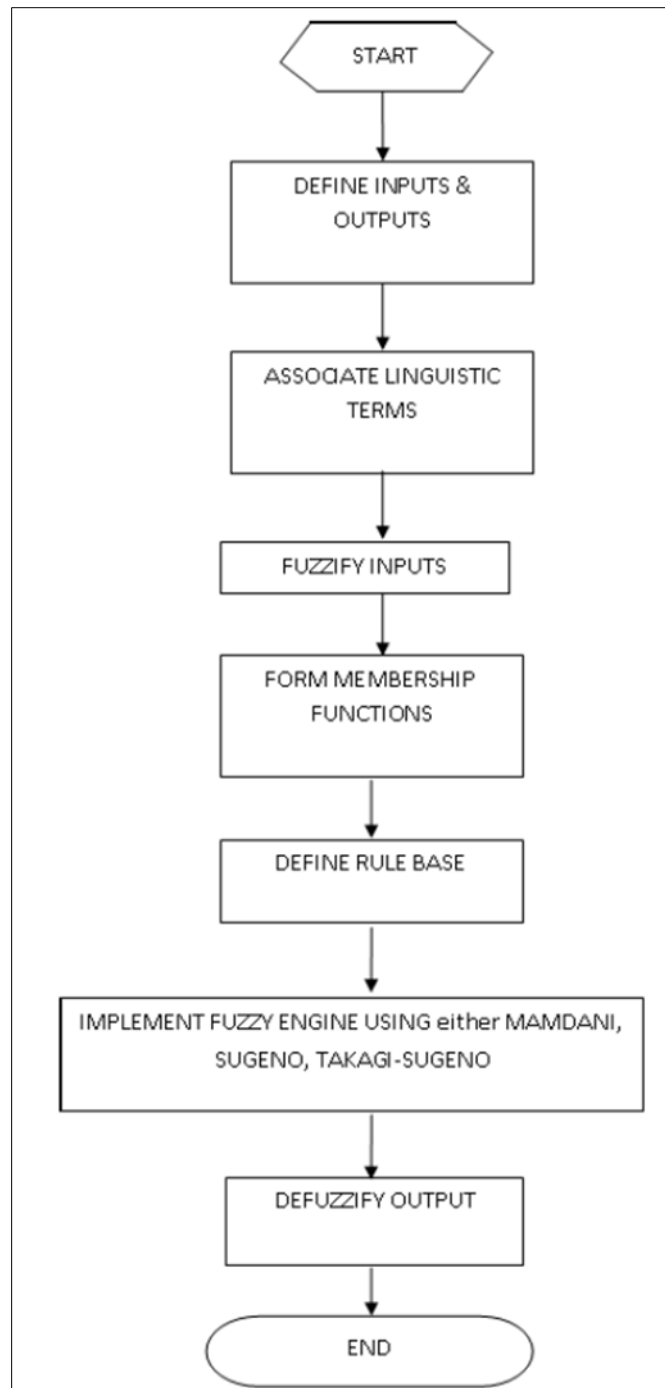 START
DEFINE INPUTS &
OUTPUTS
ASSOCIATE LINGUISTIC
TERMS
FUZZIFY INPUTS
FORM MEMBERSHIP
FUNCTIONS
DEFINE RULE BASE
IMPLEMENT FUZZY ENGINE USING either MAMDANI,
SUGENO, TAKAGI-SUGENO
DEFUZZIFY OUTPUT
END